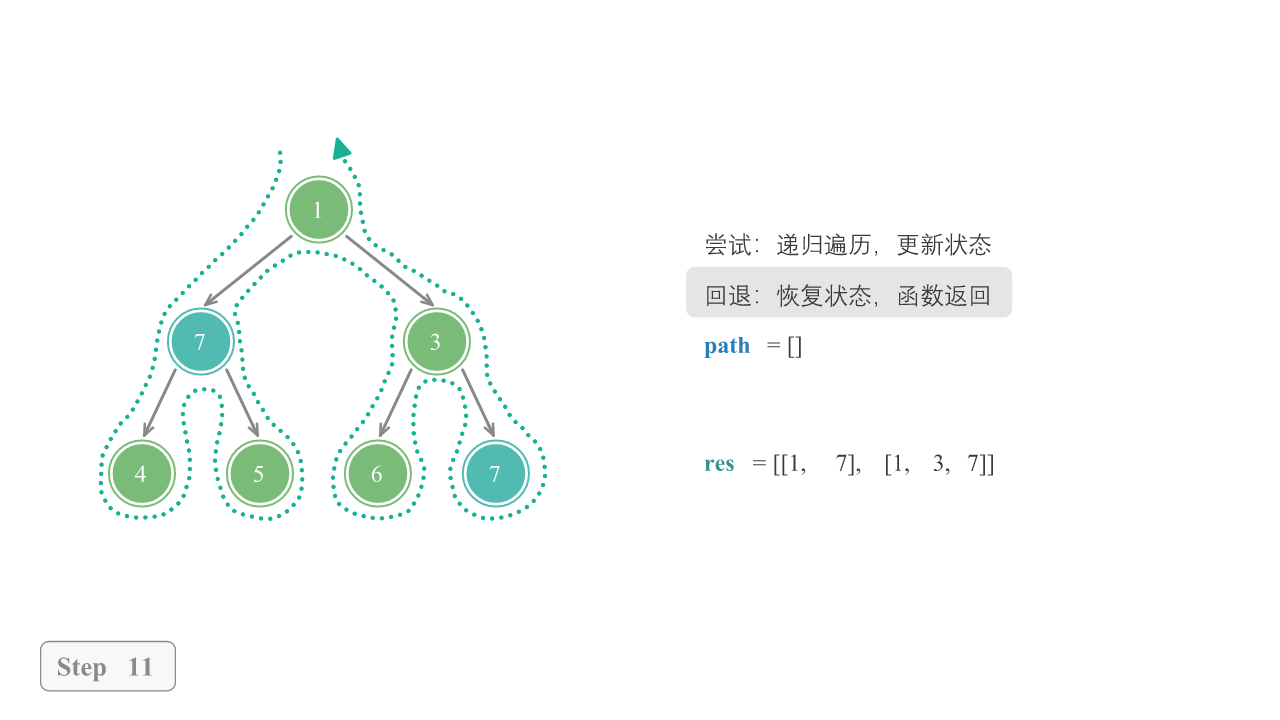 1
7 3
4 5 6 7
尝试：递归遍历，更新状态
回退：恢复状态，函数返回
path = []
res = [[1, 7], [1, 3, 7]]
Step 11